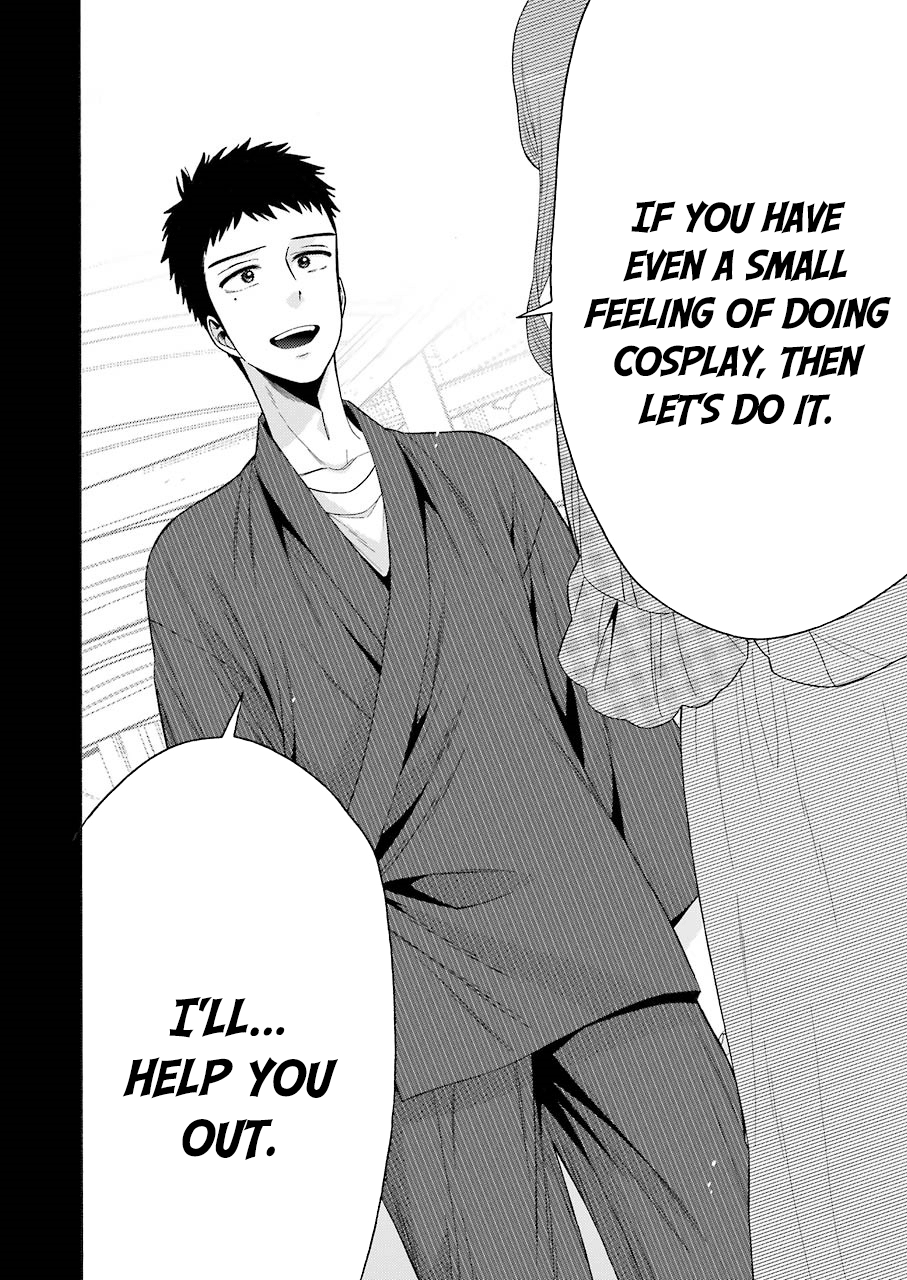 IF YOU HAVE
EVEN A SMALL
FEELING OF DOING
COSPLAY, THEN
LET'S DO IT.
I'LL...
HELP YOU
OUT.